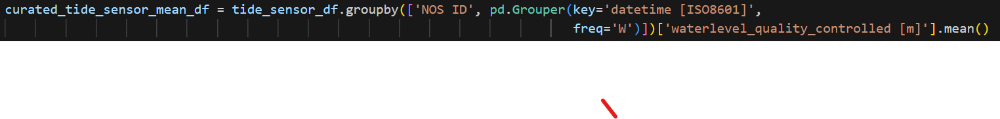 curated_tide_sensor_mean_df = tide_sensor_df.groupby(['NOS ID', pd.Grouper(key='datetime [ISO8601]',
freq='W')])['waterlevel_quality_controlled [m]'].mean()